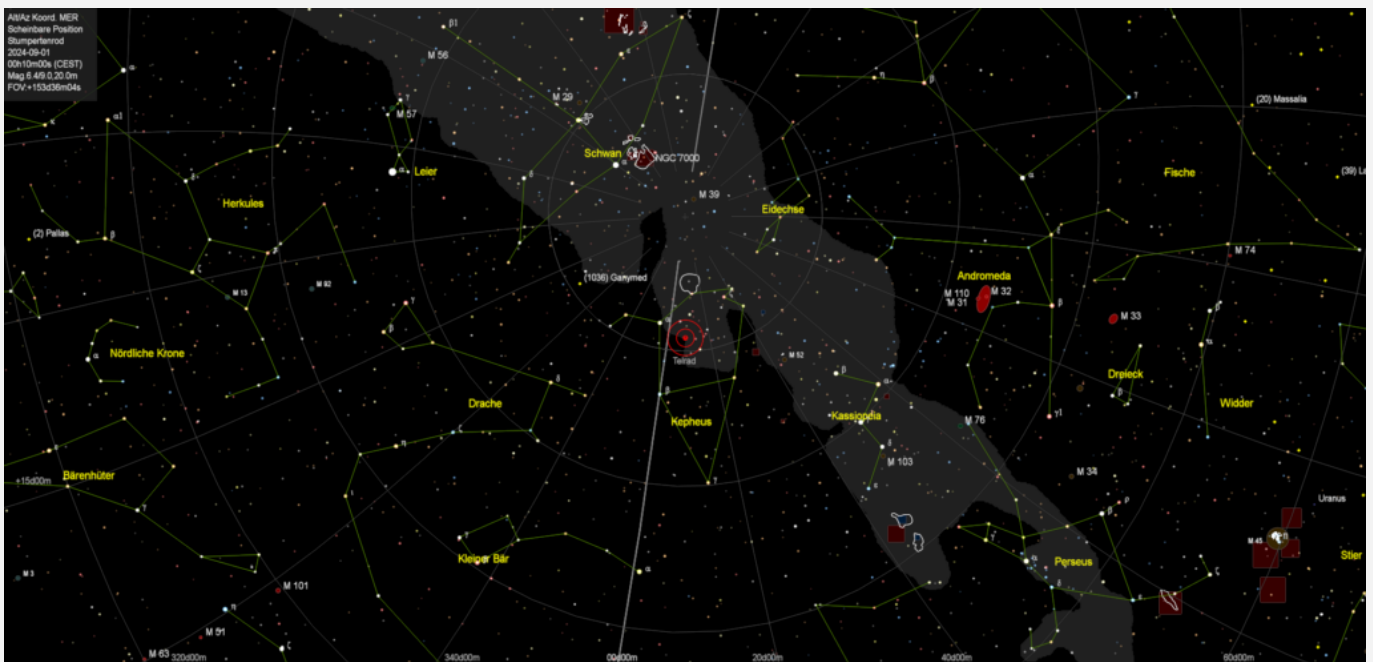 Alt/Az Koord. MER
Scheinbare Position
Stumpertenrod
2024-09-01
00h10m00s (CEST)
Mag:6.4/9.0,20.0m
FOV:+153d36m04s
β1
ζ
M 56
M 29
M 57
(20) Massalia
Schwan
NGC 7000
Leier
Fische
Herkules
M 39
Eidechse
(2) Pallas
M 74
(1036) Ganymed
Andromeda
M 92
M 13
M 110
M 32
M 31
M 33
Nördliche Krone
Telrad
M 52
Dreieck
Drache
Kassiopeia
Widder
Kepheus
γ1
M 76
M 103
Bärenhüter
+15d00m
M 34
Uranus
M 45
Kleiner Bär
Perseus
Stier
M 3
M 101
M 51
M 63
320d00m
340d00m
00d00m
20d00m
40d00m
60d00m